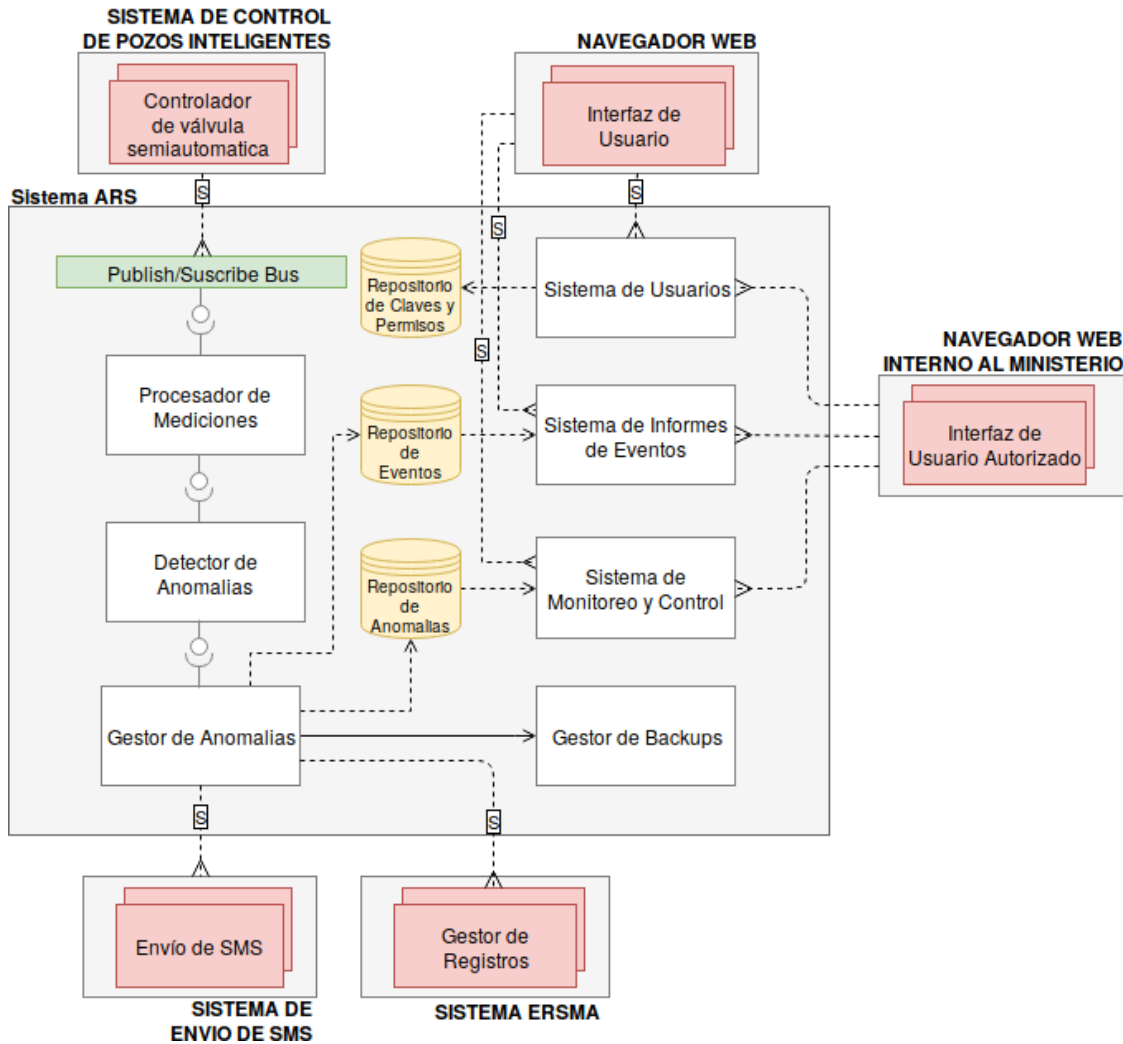 SISTEMA DE CONTROL
DE POZOS INTELIGENTES
NAVEGADOR WEB
Controlador
de válvula
semiautomatica
Interfaz de
Usuario
S
S
Sistema ARS
S
Publish/Suscribe Bus
Repositorio
de Claves y
Permisos
Sistema de Usuarios
S
NAVEGADOR WEB
INTERNO AL MINISTERIO
Procesador de
Mediciones
Repositorio
de
Eventos
Sistema de Informes
de Eventos
Interfaz de
Usuario Autorizado
Detector de
Anomalias
Repositorio
de
Anomalias
Sistema de
Monitoreo y Control
Gestor de Anomalias
Gestor de Backups
S
S
Envío de SMS
Gestor de
Registros
SISTEMA DE
ENVIO DE SMS
SISTEMA ERSMA